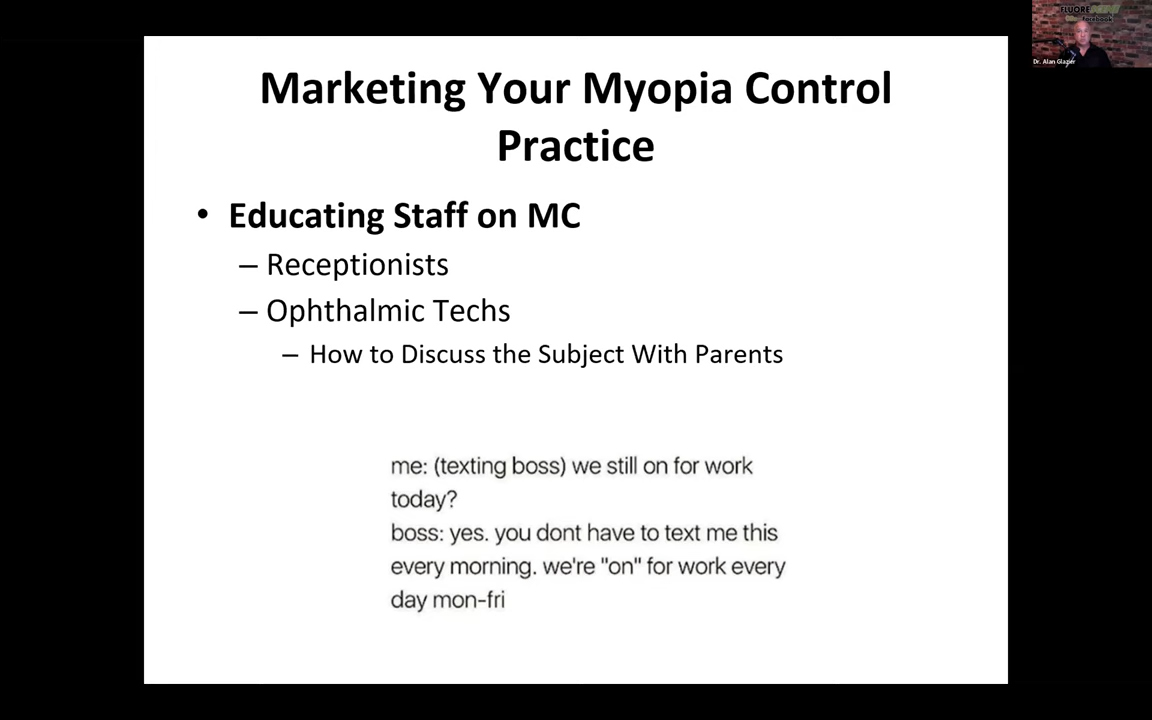 Marketing Your Myopia Control
Practice
• Educating Staff on MC
– Receptionists
– Ophthalmic Techs
– How to Discuss the Subject With Parents
me: (texting boss) we still on for work
today?
boss: yes. you dont have to text me this
every morning. we're "on" for work every
day mon-fri
Dr. Alan Glazier
facebook